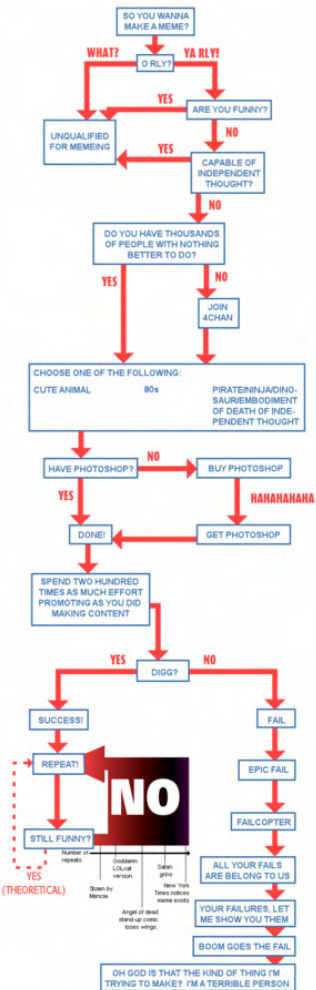 SO YOU WANNA
MAKE A MEME?
WHAT?
O RLY?
YA RLY!
YES
ARE YOU FUNNY?
UNQUALIFIED
FOR MEMEING
NO
YES
CAPABLE OF
INDEPENDENT
THOUGHT?
NO
DO YOU HAVE THOUSANDS
OF PEOPLE WITH NOTHING
BETTER TO DO?
YES
NO
JOIN
4CHAN
CHOOSE ONE OF THE FOLLOWING:
CUTE ANIMAL
80s
PIRATE/NINJA/DINO-
SAUR/EMBODIMENT
OF DEATH OF INDE-
PENDENT THOUGHT
HAVE PHOTOSHOP?
NO
BUY PHOTOSHOP
YES
HAHAHAHAHA
DONE!
GET PHOTOSHOP
SPEND TWO HUNDRED
TIMES AS MUCH EFFORT
PROMOTING AS YOU DID
MAKING CONTENT
YES
DIGG?
NO
SUCCESS!
FAIL
REPEAT!
NO
EPIC FAIL
FAILCOPTER
STILL FUNNY?
YES
(THEORETICAL)
Number of
repeats.
Stolen by
Mencia
Goddamn
LOLcat
version
Angel of dead
stand-up comic
loses wings.
Satan
grins
New York
Times notices
meme exists
ALL YOUR FAILS
ARE BELONG TO US
YOUR FAILURES, LET
ME SHOW YOU THEM
BOOM GOES THE FAIL
OH GOD IS THAT THE KIND OF THING I'M
TRYING TO MAKE? I'M A TERRIBLE PERSON